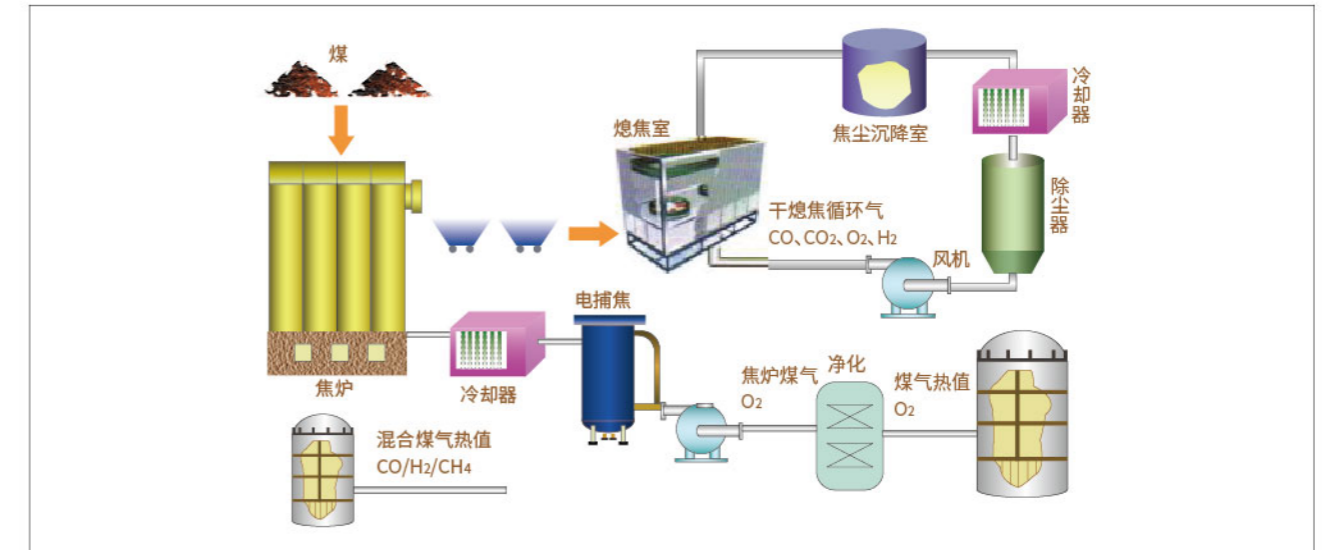 煤
熄焦室
焦尘沉降室
冷却器
除尘器
干熄焦循环气
CO、CO2、O2、H2
风机
焦炉
冷却器
电捕焦
焦炉煤气
O2
净化
煤气热值
O2
混合煤气热值
CO/H2/CH4